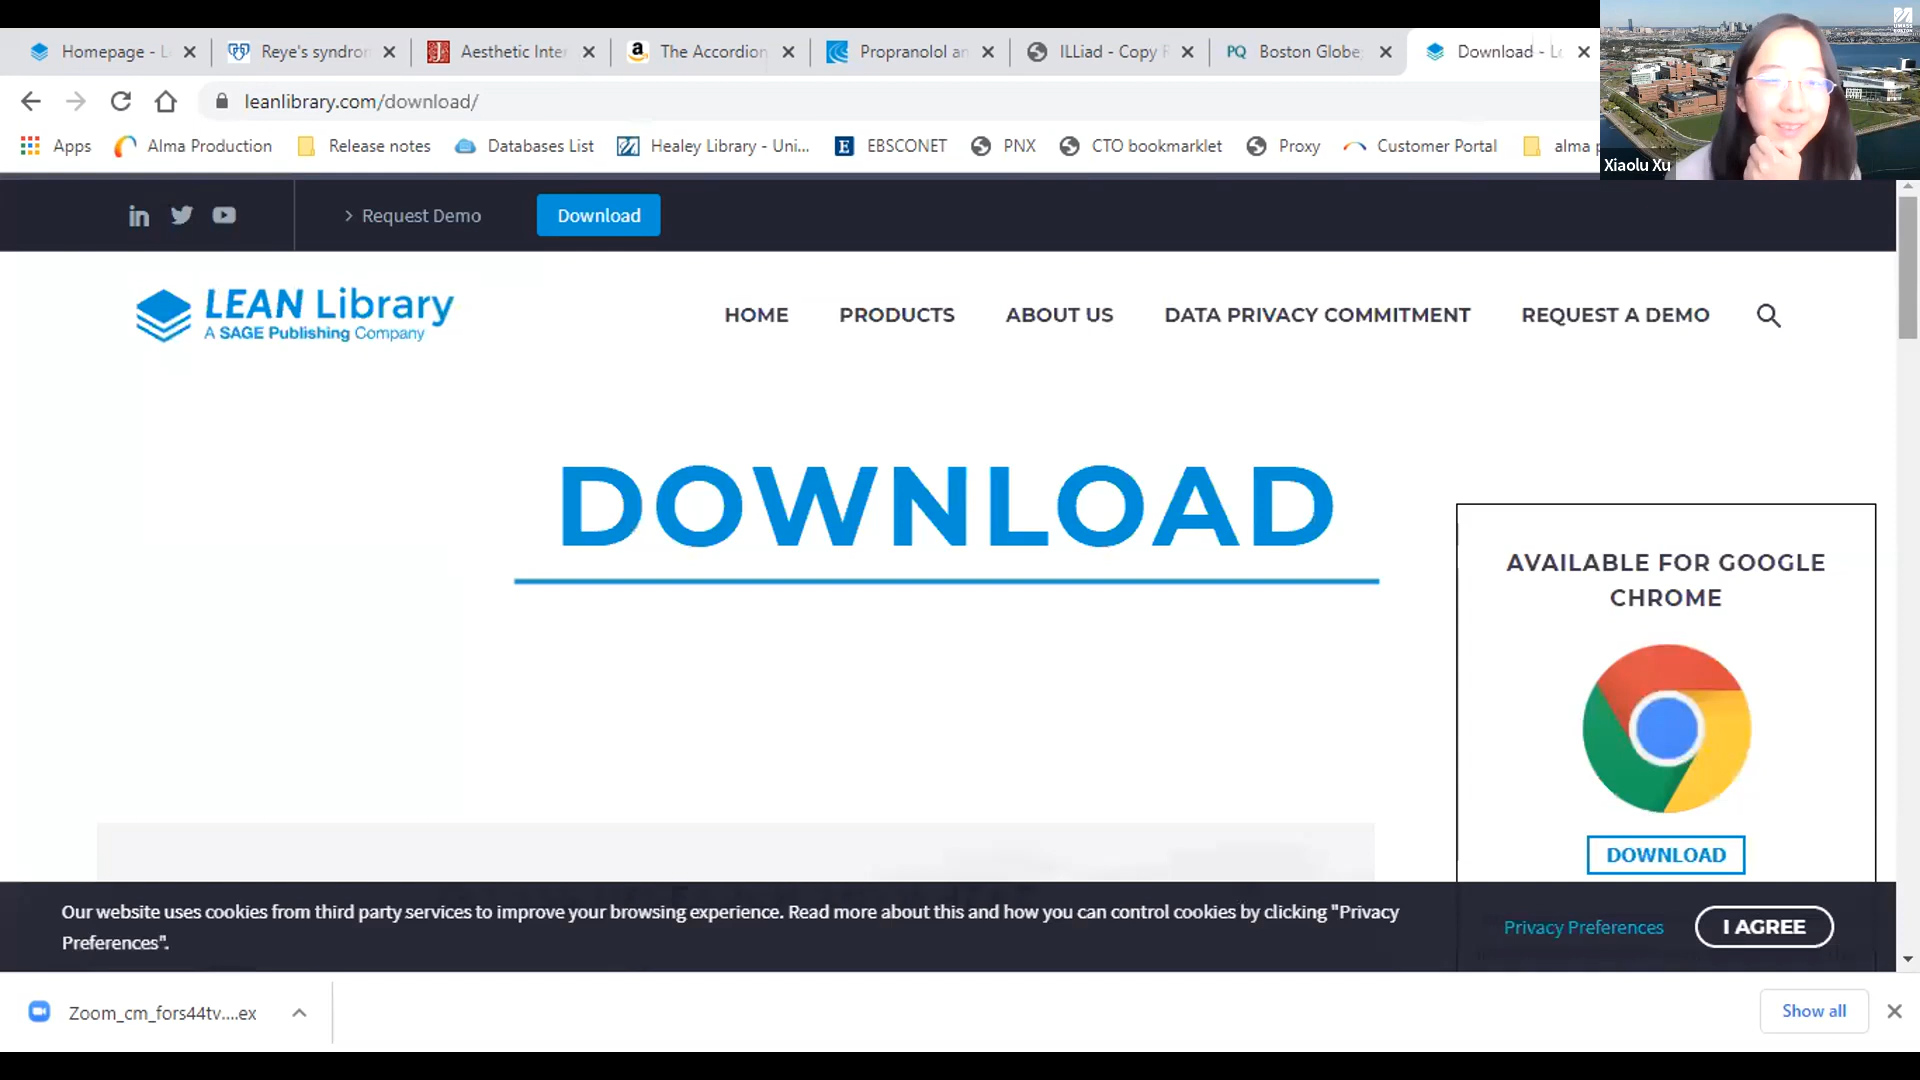 Homepage - L
Reye's syndron
Aesthetic Inte
The Accordion
Propranolol an
ILLiad - Copy R
Boston Globe;
Download - Le
leanlibrary.com/download/
Apps
Alma Production
Release notes
Databases List
Healey Library - Uni...
EBSCONET
PNX
CTO bookmarklet
Proxy
Customer Portal
alma p
Xiaolu Xu
Request Demo
Download
LEAN Library
A SAGE Publishing Company
HOME
PRODUCTS
ABOUT US
DATA PRIVACY COMMITMENT
REQUEST A DEMO
DOWNLOAD
AVAILABLE FOR GOOGLE
CHROME
DOWNLOAD
Our website uses cookies from third party services to improve your browsing experience. Read more about this and how you can control cookies by clicking "Privacy
Preferences".
Privacy Preferences
I AGREE
Zoom_cm_fors44tv....ex
Show all